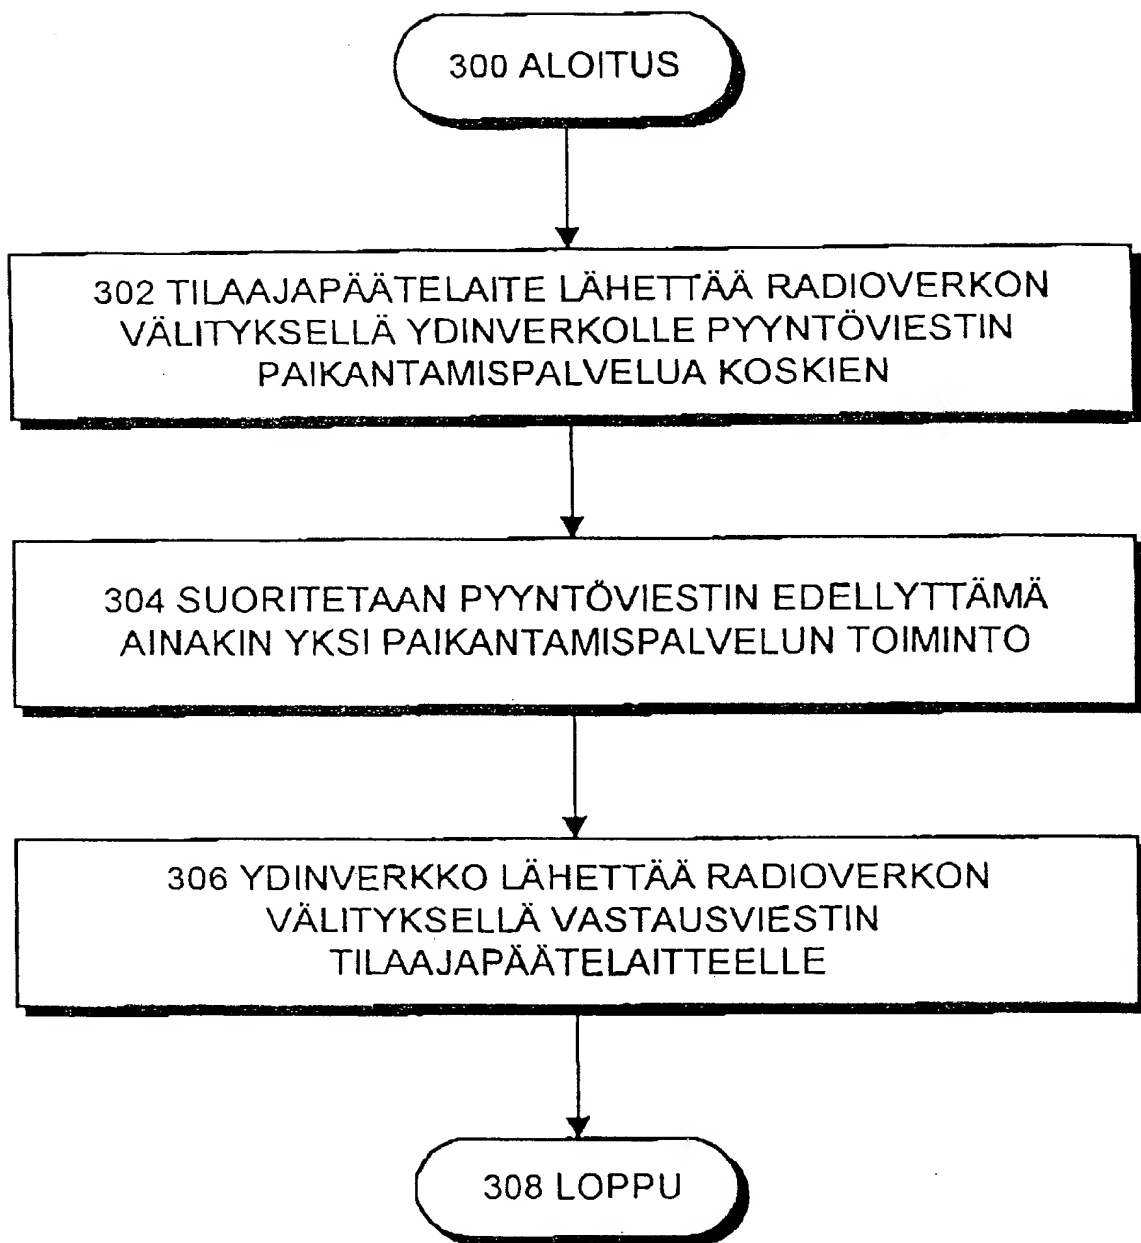 300 ALOITUS
302 TILAAJAPÄÄTELAITE LÄHETTÄÄ RADIOVERKON
VÄLITYKSELLÄ YDINVERKOLLE PYYNTÖVIESTIN
PAIKANTAMISPALVELUA KOSKIEN
304 SUORITETAAN PYYNTÖVIESTIN EDELLYTTÄMÄ
AINAKIN YKSI PAIKANTAMISPALVELUN TOIMINTO
306 YDINVERKKO LÄHETTÄÄ RADIOVERKON
VÄLITYKSELLÄ VASTAUSVIESTIN
TILAAJAPÄÄTELAITTEELLE
308 LOPPU